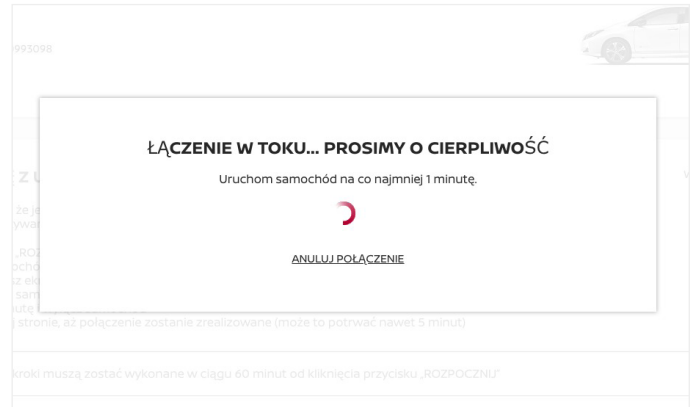 993098
ŁĄCZENIE W TOKU... PROSIMY O CIERPLIWOŚĆ
Uruchom samochód na co najmniej 1 minutę.
ANULUJ POŁĄCZENIE
stronie, aż połączenie zostanie zrealizowane (może to potrwać nawet 5 minut)
kroki muszą zostać wykonane w ciągu 60 minut od kliknięcia przycisku „ROZPOCZNIJ"